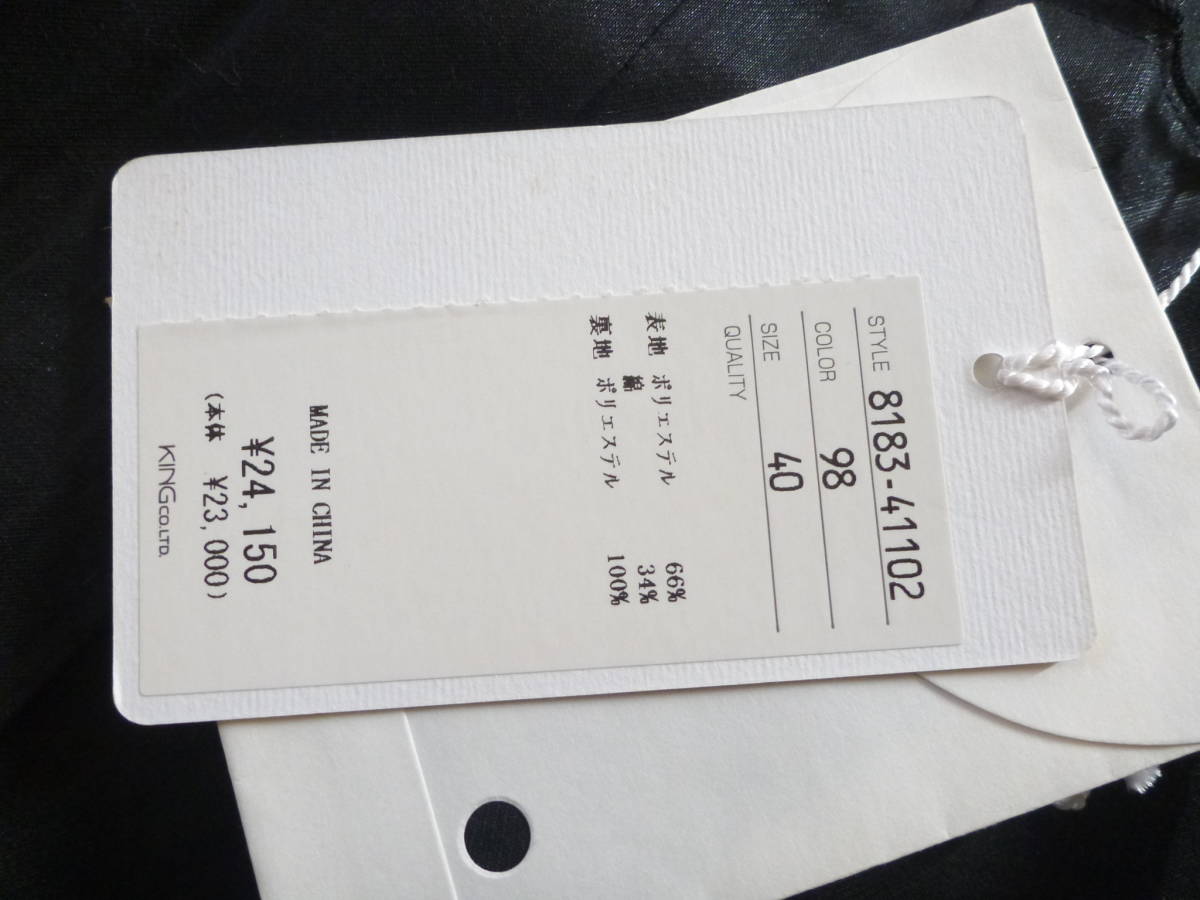 STYLE 8183-41102
COLOR 98
SIZE 40
QUALITY
表地 ポリエステル 66%
綿 34%
裏地 ポリエステル 100%
MADE IN CHINA
¥24,150
(本体 ¥23,000)
KING CO.LTD.